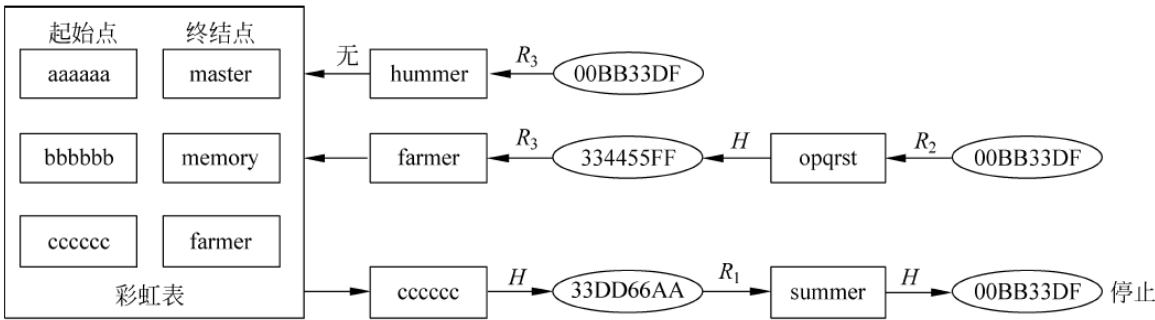 起始点 终结点
aaaaaa master 无 hummer R3 00BB33DF
bbbbbb memory farmer R3 334455FF H opqrst R2 00BB33DF
cccccc farmer
彩虹表 cccccc H 33DD66AA R1 summer H 00BB33DF 停止